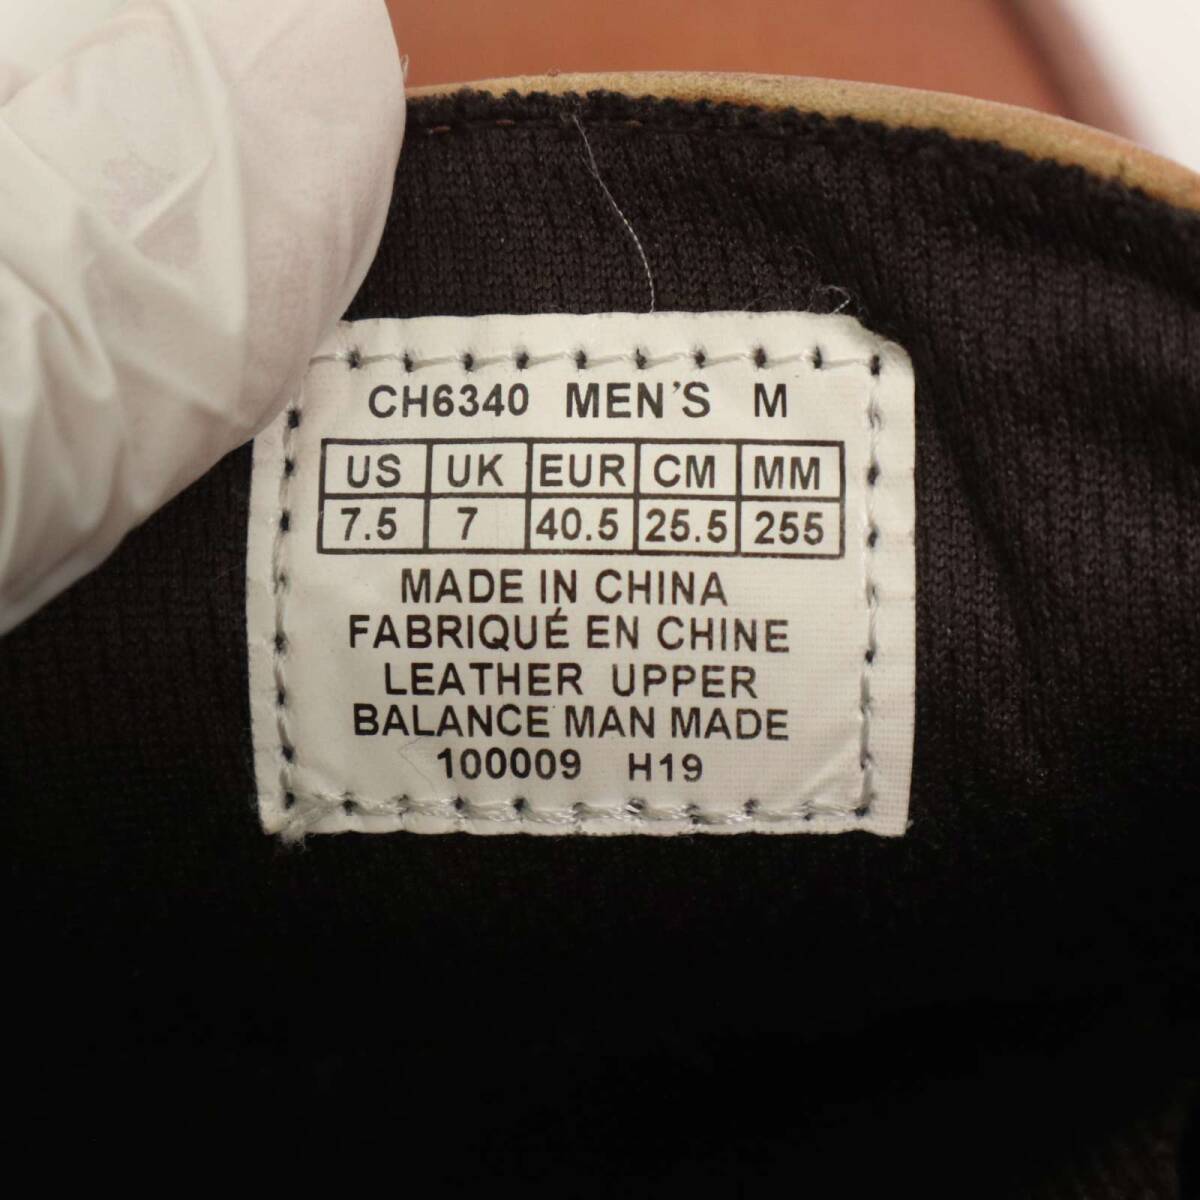 CH6340 MEN'S M
US UK EUR CM MM
7.5 7 40.5 25.5 255
MADE IN CHINA
FABRIQUÉ EN CHINE
LEATHER UPPER
BALANCE MAN MADE
100009 H19